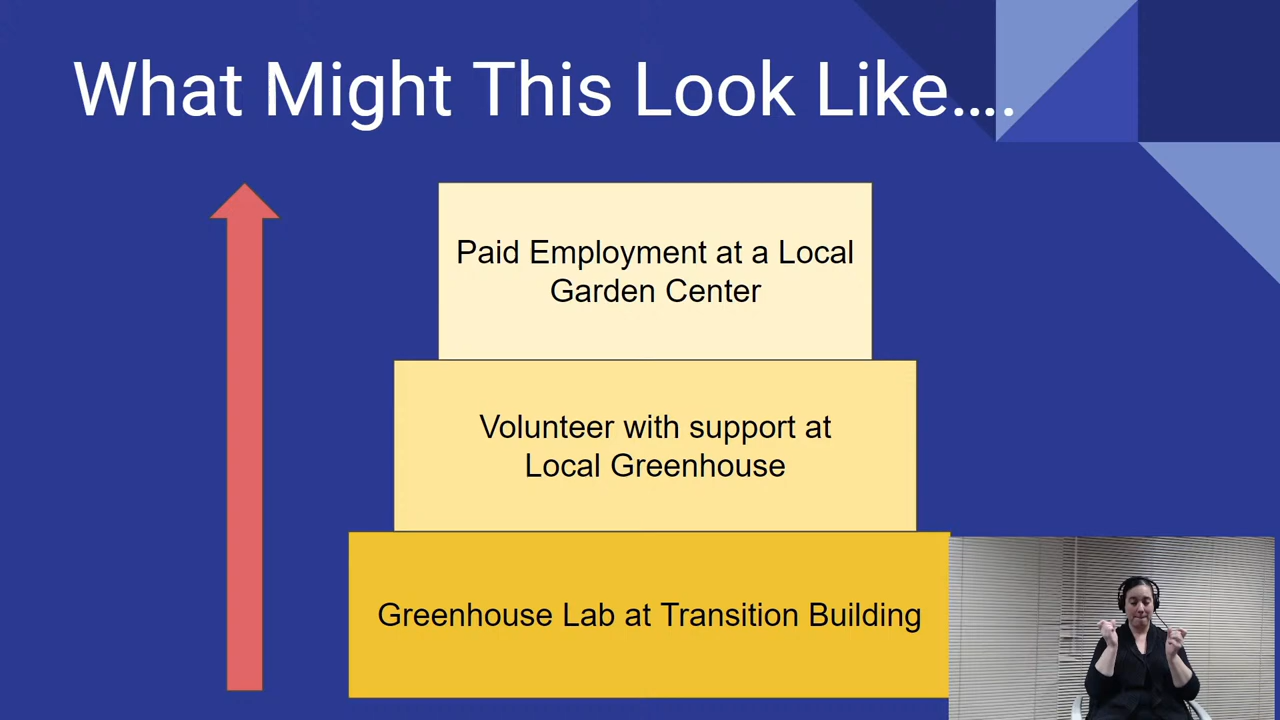 What Might This Look Like....
Paid Employment at a Local
Garden Center
Volunteer with support at
Local Greenhouse
Greenhouse Lab at Transition Building